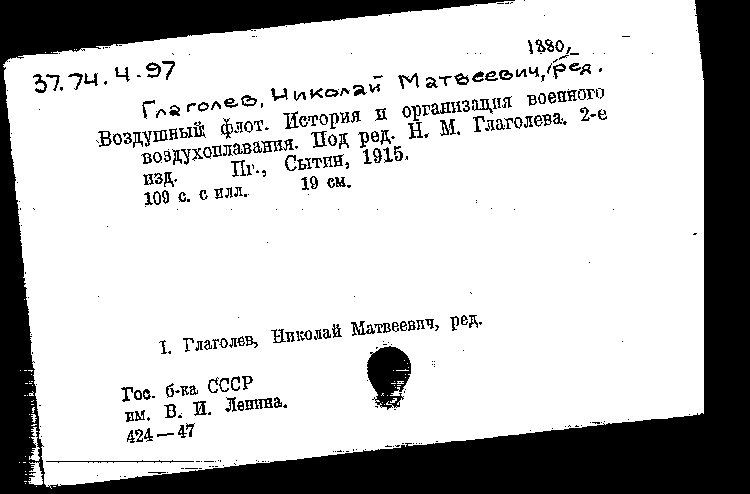 37.74.4.97
1880,
Глаголев, Николай Матвеевич, ред.
Воздушный флот. История и организация военного
воздухоплавания. Под ред. Н. М. Глаголева. 2-е
изд. Пг., Сытин, 1915.
109 с. с илл. 19 см.
I. Глаголев, Николай Матвеевич, ред.
Гос. б-ка СССР
им. В. И. Ленина.
424—47